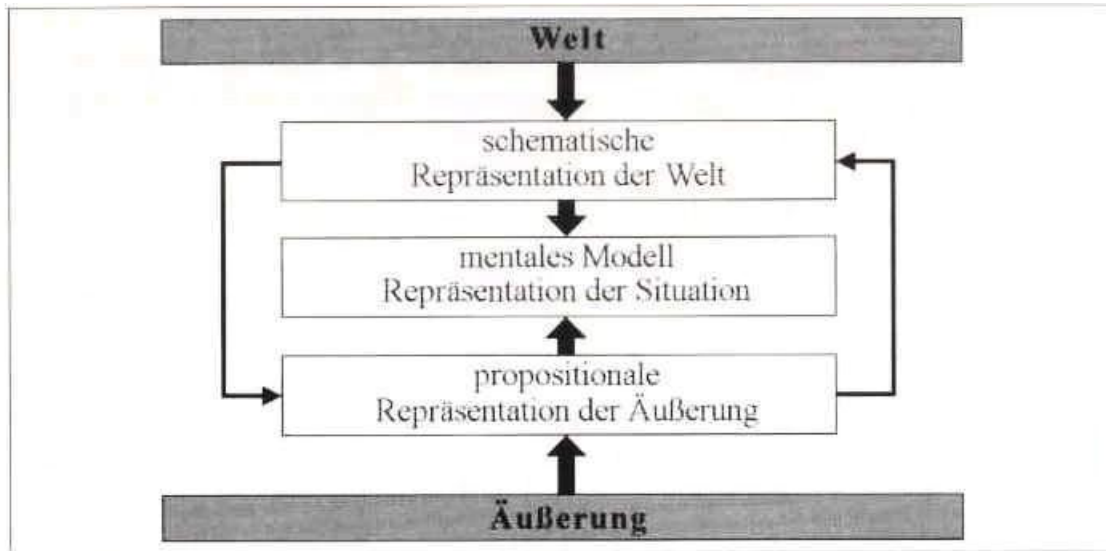 Welt
schematische
Repräsentation der Welt
mentales Modell
Repräsentation der Situation
propositionale
Repräsentation der Äußerung
Äußerung